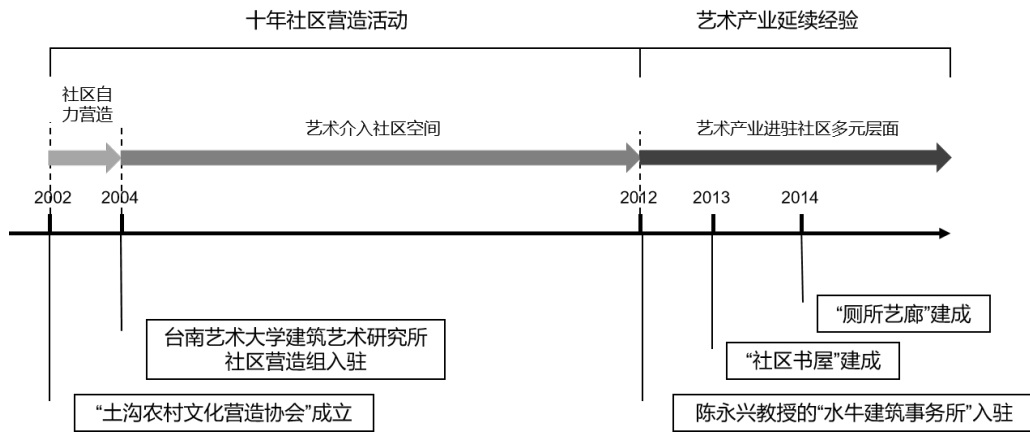 十年社区营造活动
艺术产业延续经验
社区自
力营造
艺术介入社区空间
艺术产业进驻社区多元层面
2002
2004
2012
2013
2014
“厕所艺廊”建成
台南艺术大学建筑艺术研究所
社区营造组入驻
“社区书屋”建成
“土沟农村文化营造协会”成立
陈永兴教授的“水牛建筑事务所”入驻